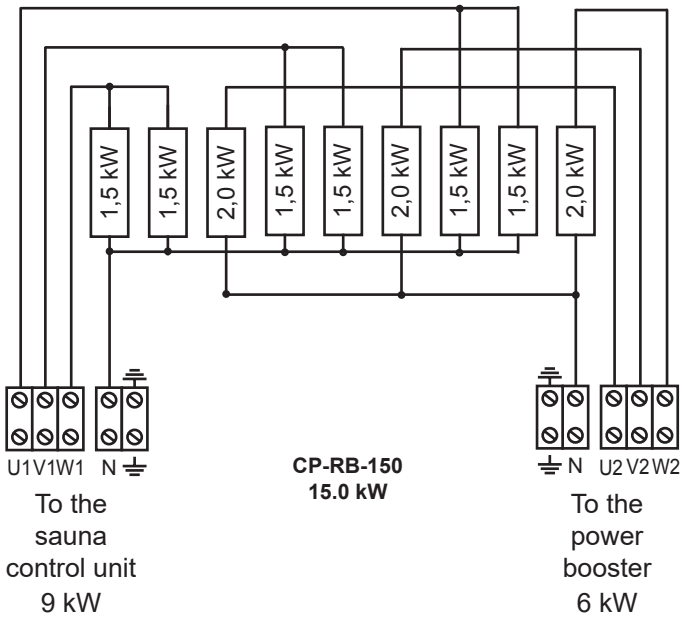 1,5 kW
1,5 kW
2,0 kW
1,5 kW
1,5 kW
2,0 kW
1,5 kW
1,5 kW
2,0 kW
U1 V1 W1 N
N U2 V2 W2
CP-RB-150
15.0 kW
To the
sauna
control unit
9 kW
To the
power
booster
6 kW